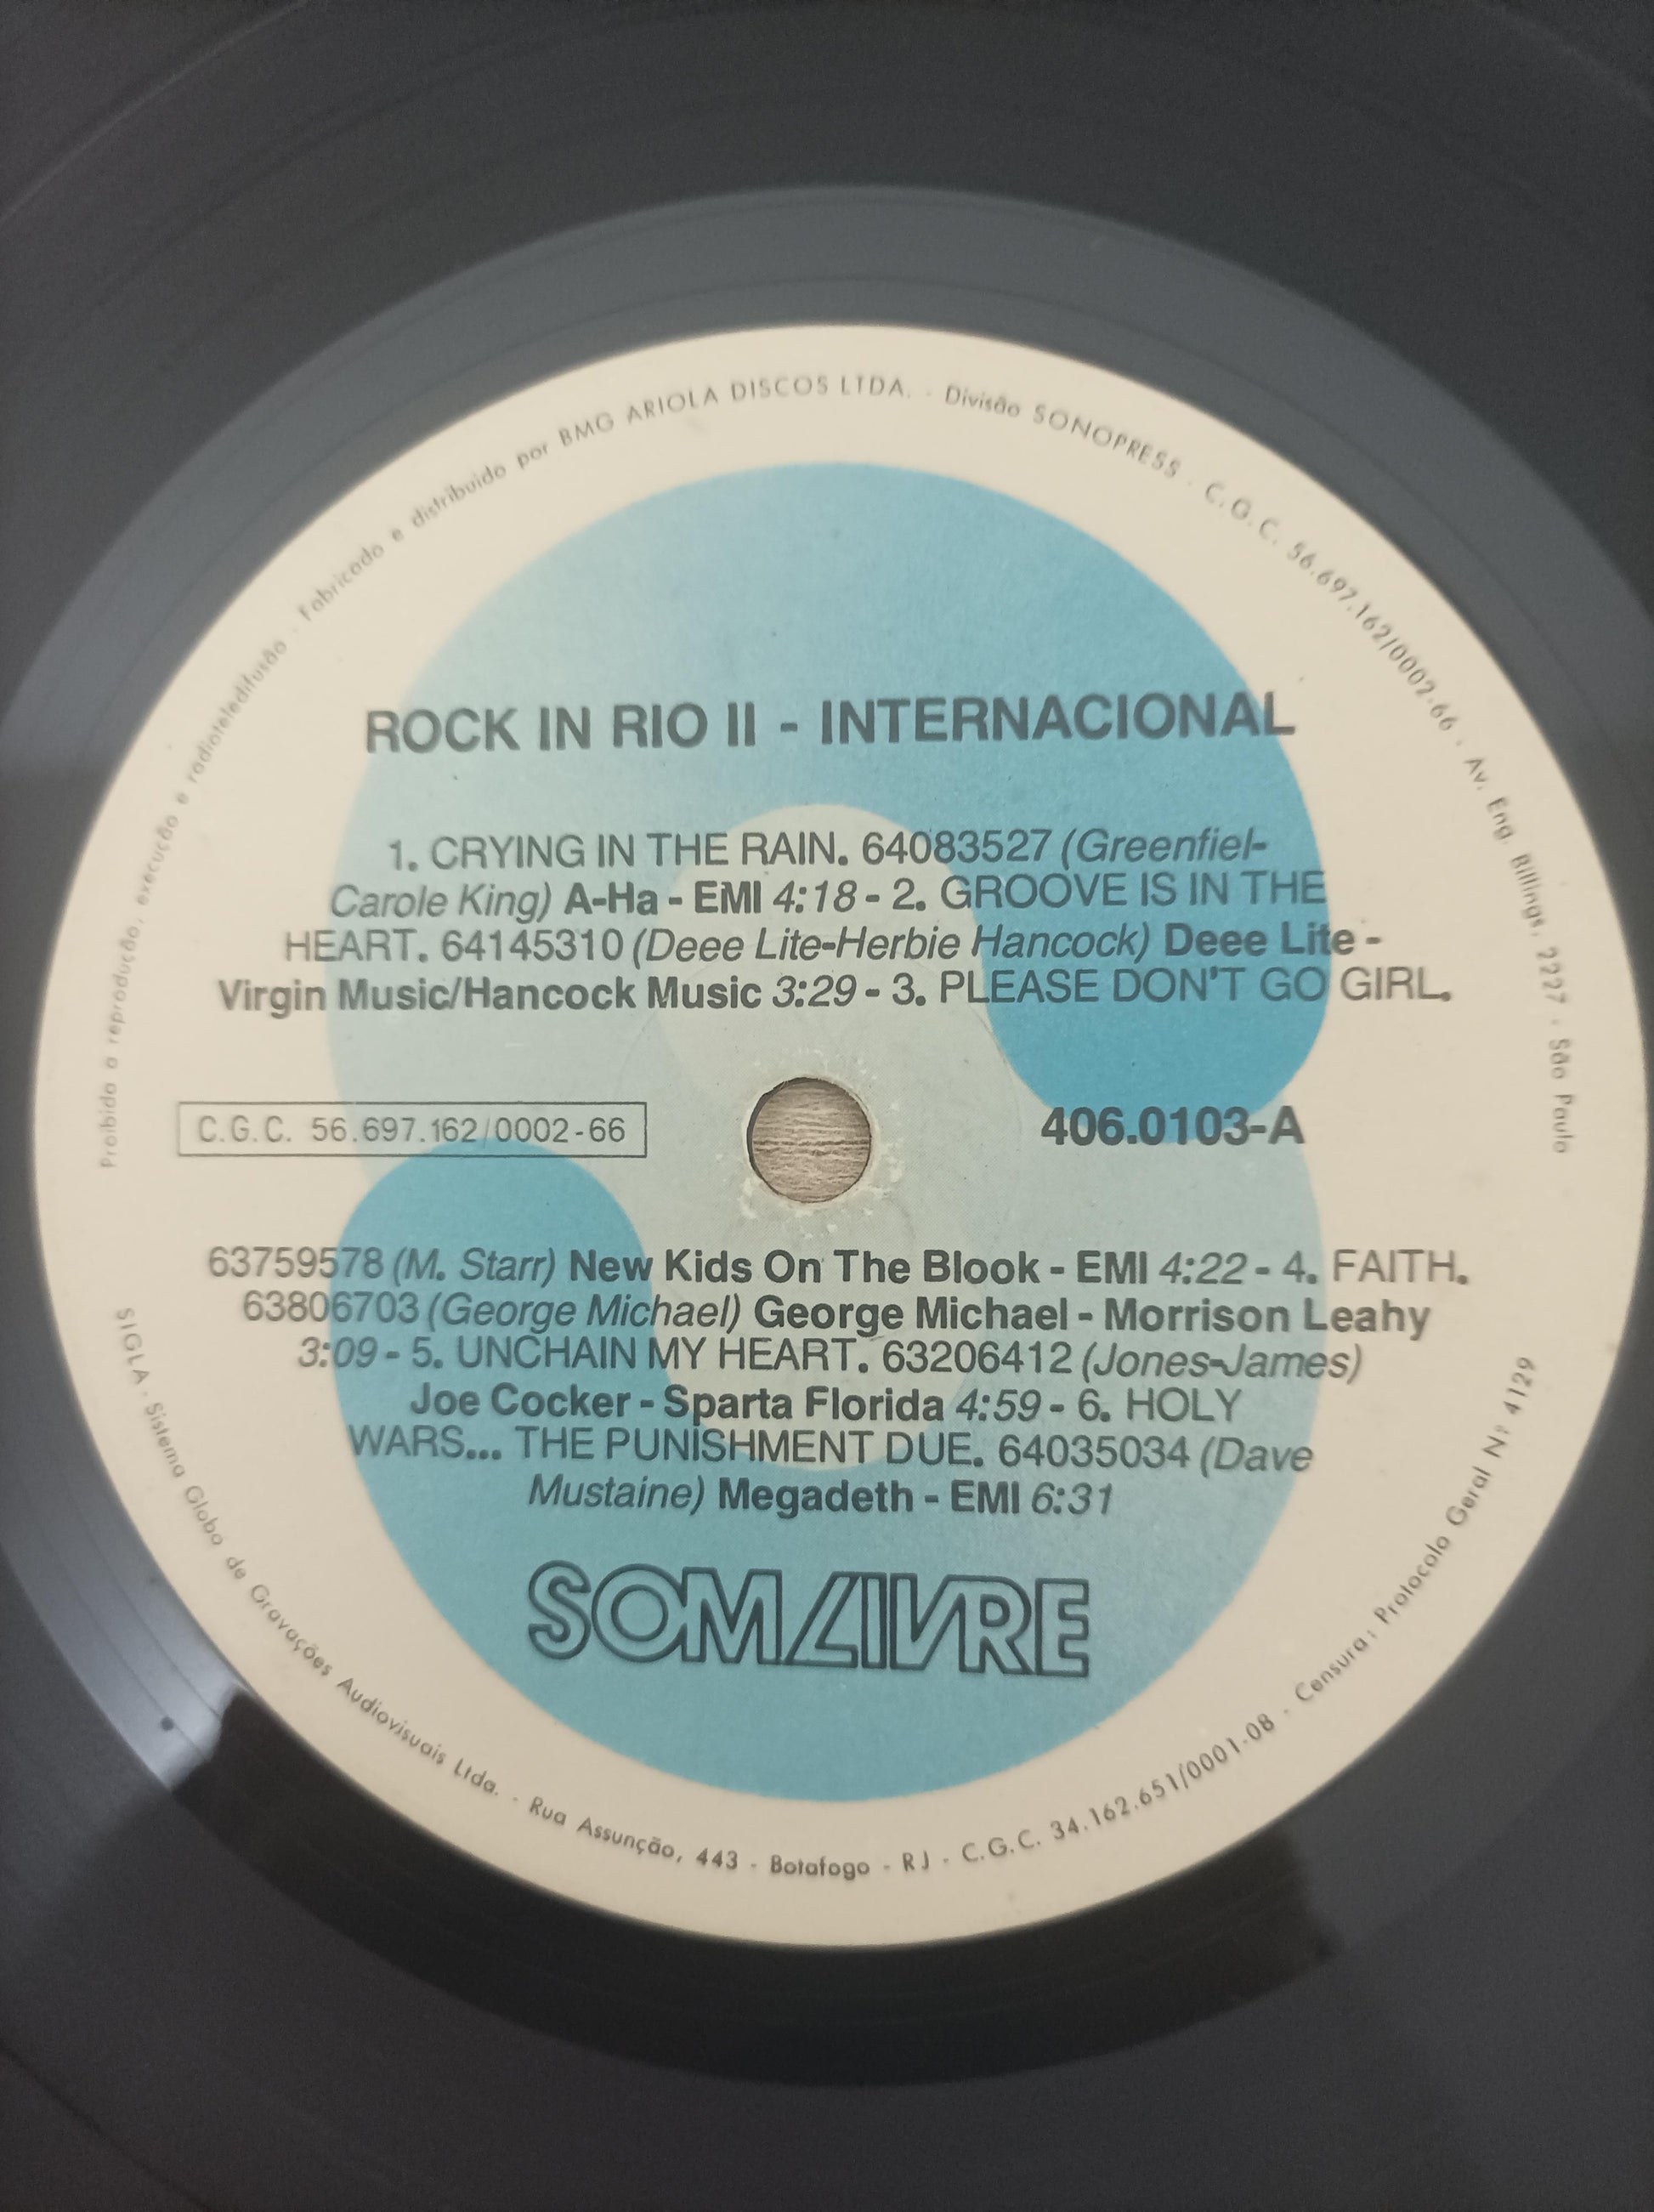 Proibida a reprodução, execução e radioteledifusão · Fabricado e distribuido por BMG ARIOLA DISCOS LTDA. · Divisão SONOPRESS · C.G.C. 56.697.162/0002-66 · Av. Eng. Billings, 2227 · São Paulo
ROCK IN RIO II - INTERNACIONAL
1. CRYING IN THE RAIN. 64083527 (Greenfiel-
Carole King) A-Ha - EMI 4:18 - 2. GROOVE IS IN THE
HEART. 64145310 (Deee Lite-Herbie Hancock) Deee Lite -
Virgin Music/Hancock Music 3:29 - 3. PLEASE DON'T GO GIRL.
C.G.C. 56.697.162/0002-66
406.0103-A
63759578 (M. Starr) New Kids On The Blook - EMI 4:22 - 4. FAITH.
63806703 (George Michael) George Michael - Morrison Leahy
3:09 - 5. UNCHAIN MY HEART. 63206412 (Jones-James)
Joe Cocker - Sparta Florida 4:59 - 6. HOLY
WARS... THE PUNISHMENT DUE. 64035034 (Dave
Mustaine) Megadeth - EMI 6:31
SOM LIVRE
SIGLA · Sistema Globo de Gravações Audiovisuais Ltda. · Rua Assunção, 443 - Botafogo - RJ - C.G.C. 34.162.651/0001-08 - Censura: Protocolo Geral Nº 4129